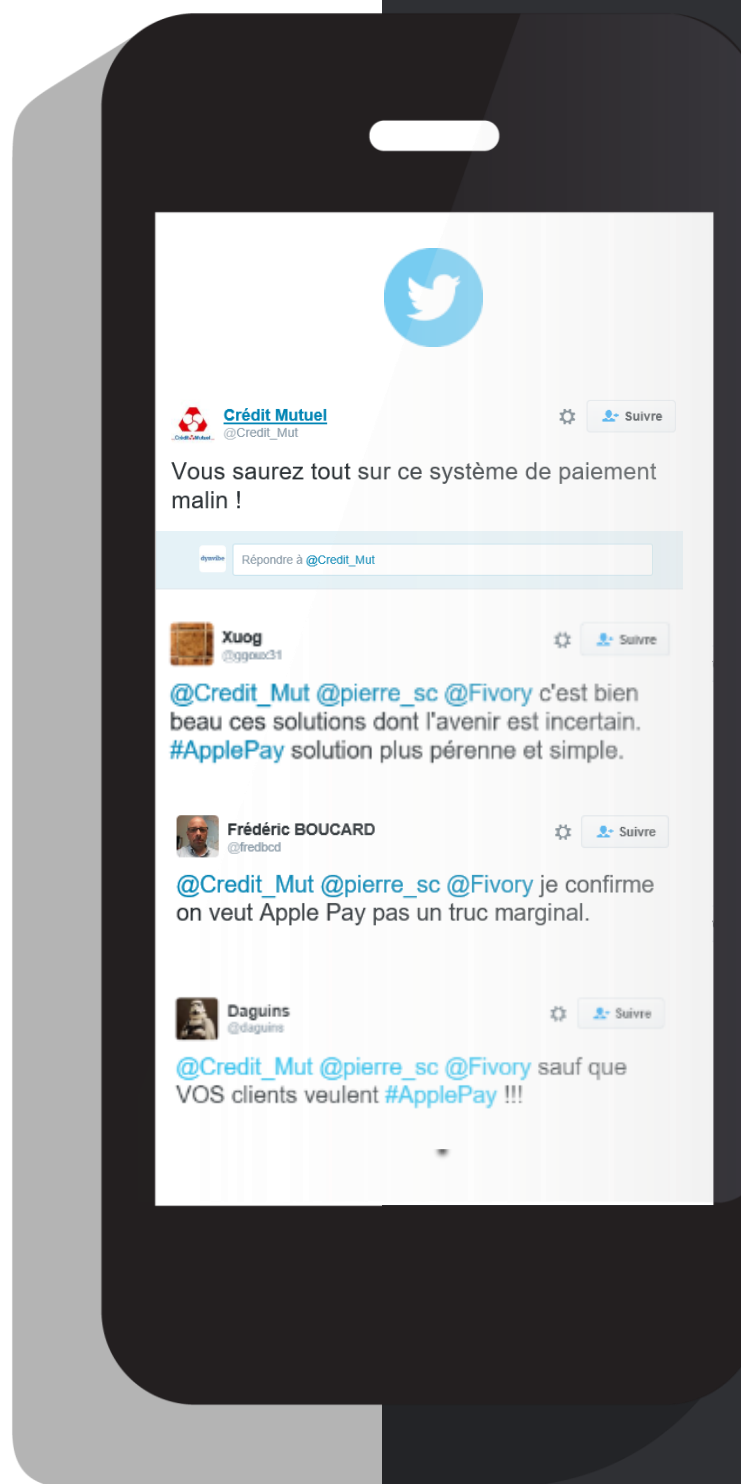 Crédit Mutuel
@Credit_Mut
Suivre
Vous saurez tout sur ce système de paiement
malin !
Répondre à @Credit_Mut
Xuog
@ggoux31
Suivre
@Credit_Mut @pierre_sc @Fivory c'est bien
beau ces solutions dont l'avenir est incertain.
#ApplePay solution plus pérenne et simple.
Frédéric BOUCARD
@fredbcd
Suivre
@Credit_Mut @pierre_sc @Fivory je confirme
on veut Apple Pay pas un truc marginal.
Daguins
@daguins
Suivre
@Credit_Mut @pierre_sc @Fivory sauf que
VOS clients veulent #ApplePay !!!